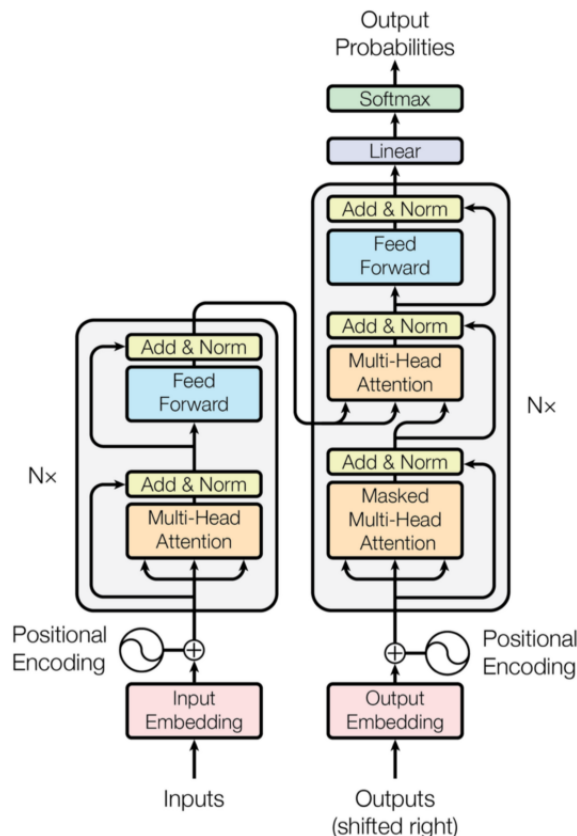 Output
Probabilities
Softmax
Linear
Add & Norm
Feed
Forward
Add & Norm
Multi-Head
Attention
Add & Norm
Masked
Multi-Head
Attention
N×
Positional
Encoding
Output
Embedding
Outputs
(shifted right)
Add & Norm
Feed
Forward
Add & Norm
Multi-Head
Attention
N×
Positional
Encoding
Input
Embedding
Inputs